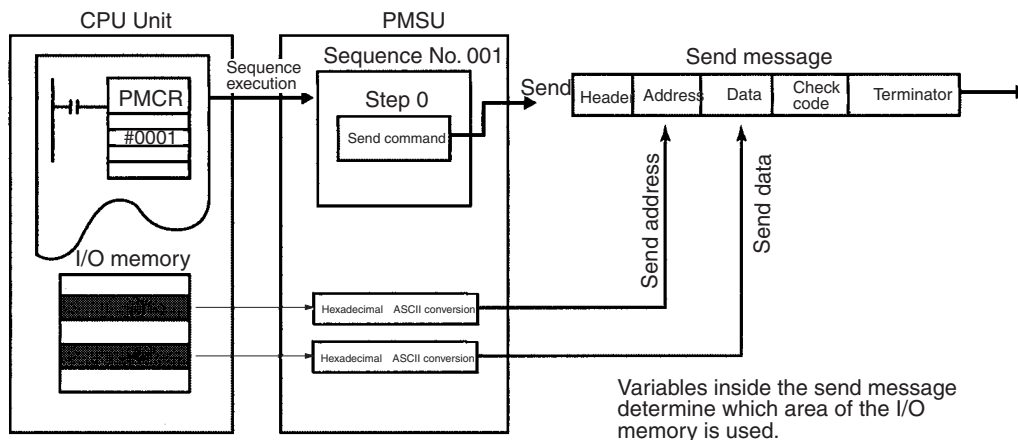 CPU Unit
PMSU
Sequence No. 001
Send message
Sequence
execution
PMCR
#0001
Step 0
Send command
Send
Header
Address
Data
Check
code
Terminator
Send address
Send data
I/O memory
Hexadecimal ASCII conversion
Hexadecimal ASCII conversion
Variables inside the send message
determine which area of the I/O
memory is used.